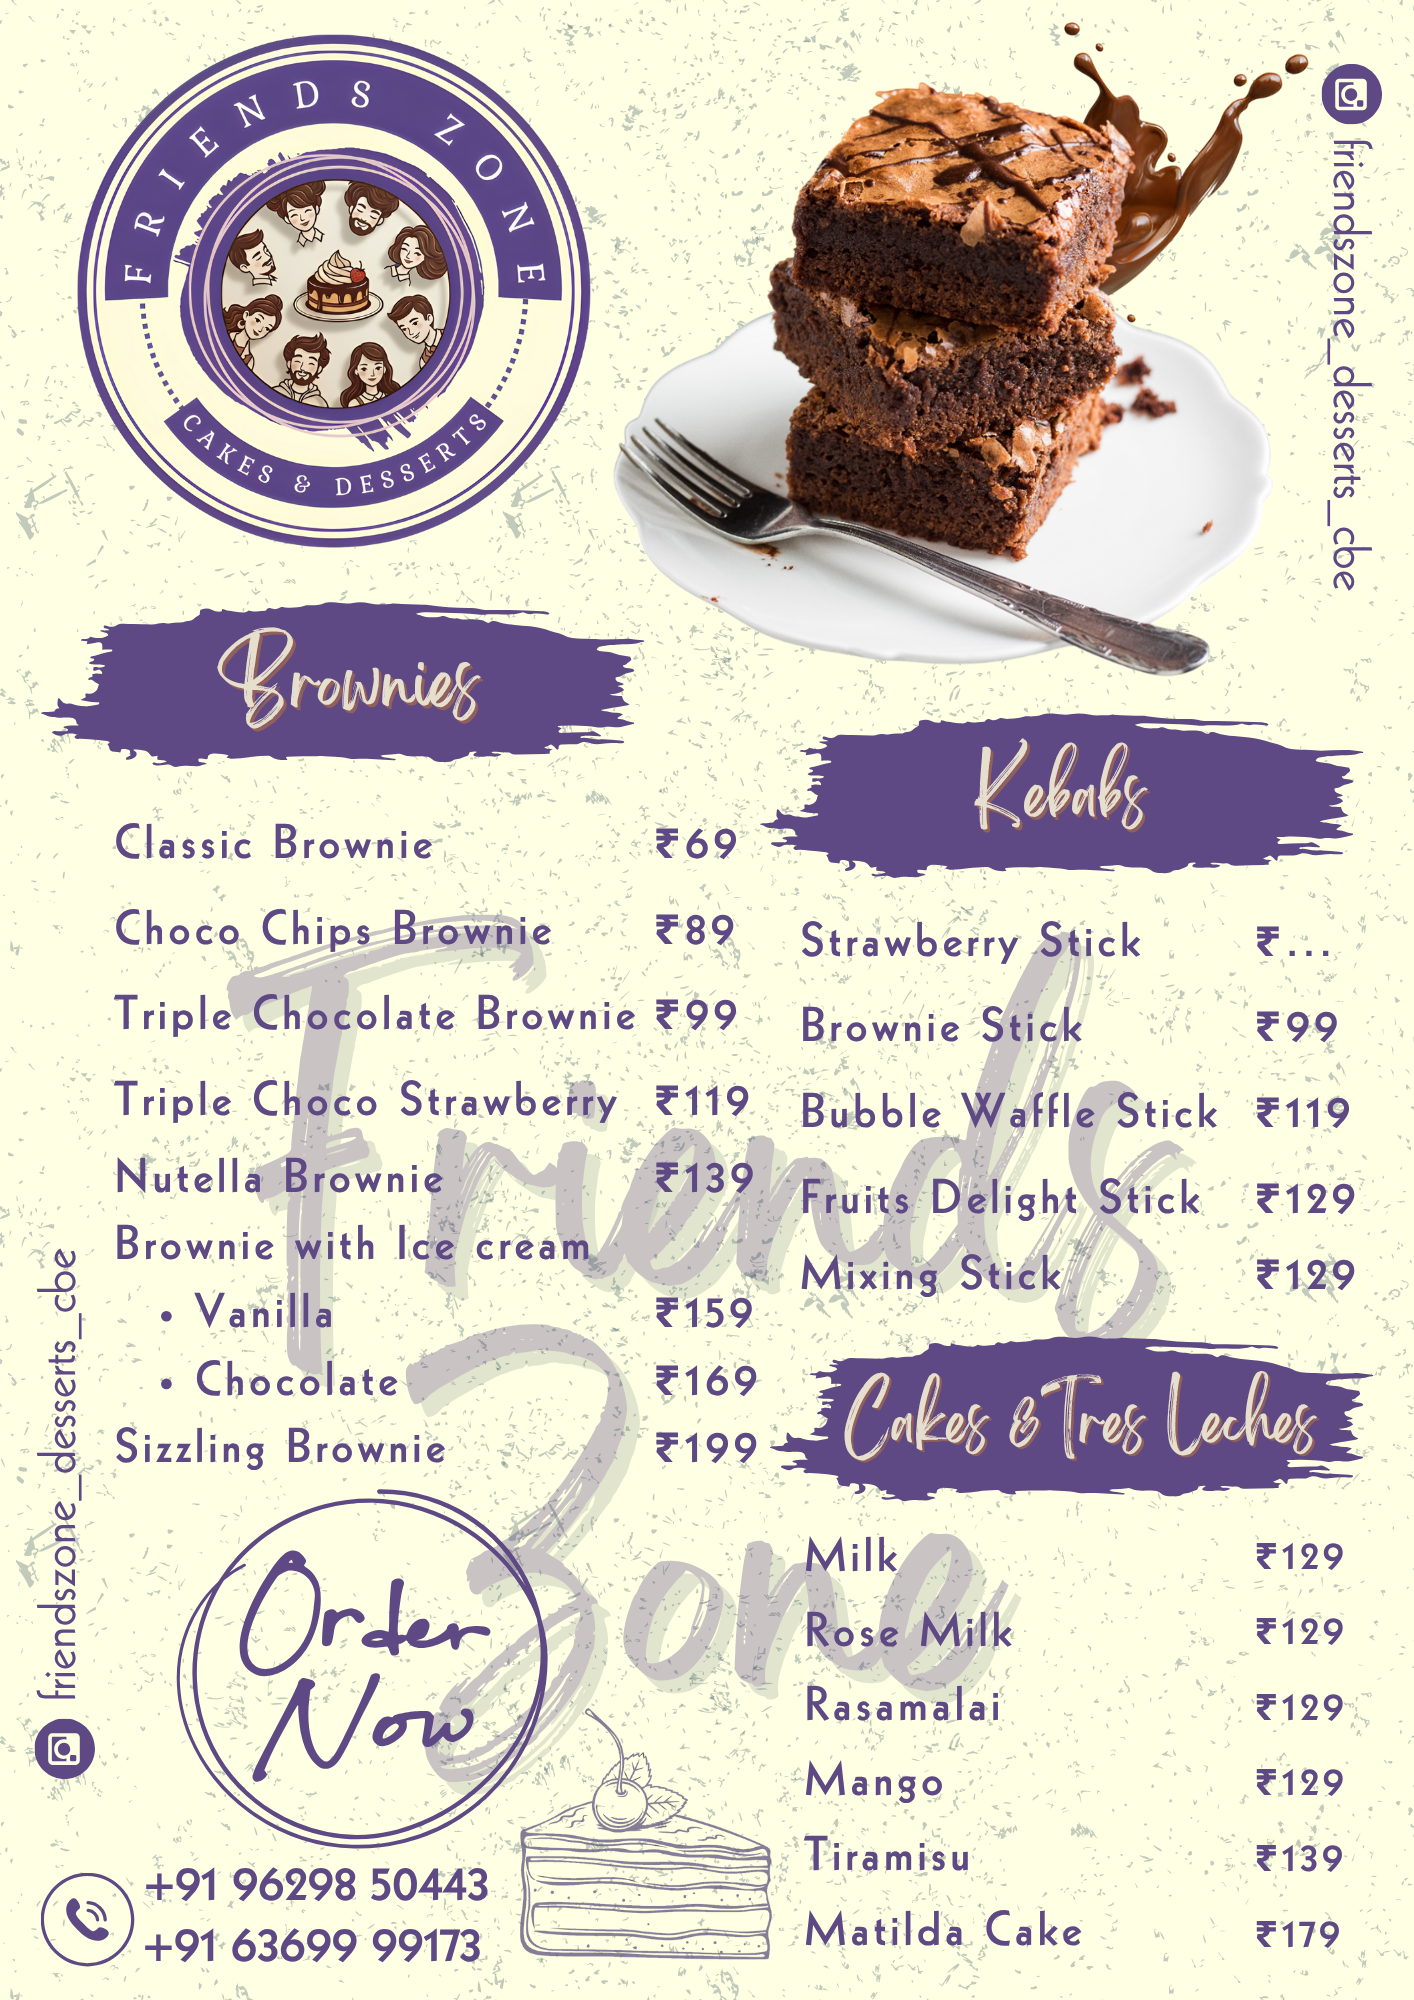 FRIENDS ZONE
CAKES & DESSERTS
friendszone_desserts_cbe
Brownies
Classic Brownie ₹69
Choco Chips Brownie ₹89
Triple Chocolate Brownie ₹99
Triple Choco Strawberry ₹119
Nutella Brownie ₹139
Brownie with Ice cream
• Vanilla ₹159
• Chocolate ₹169
Sizzling Brownie ₹199
Kebabs
Strawberry Stick ₹...
Brownie Stick ₹99
Bubble Waffle Stick ₹119
Fruits Delight Stick ₹129
Mixing Stick ₹129
Cakes & Tres Leches
Milk ₹129
Rose Milk ₹129
Rasamalai ₹129
Mango ₹129
Tiramisu ₹139
Matilda Cake ₹179
Friends
Zone
friendszone_desserts_cbe
Order
Now
+91 96298 50443
+91 63699 99173